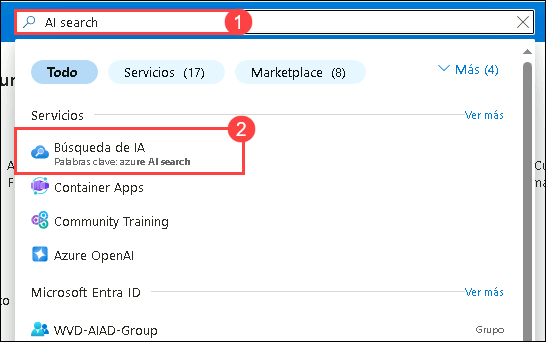 AI search
1
Todo
Servicios (17)
Marketplace (8)
Más (4)
Servicios
Ver más
2
Búsqueda de IA
Palabras clave: azure AI search
Container Apps
Community Training
Azure OpenAI
Microsoft Entra ID
Ver más
WVD-AIAD-Group
Grupo